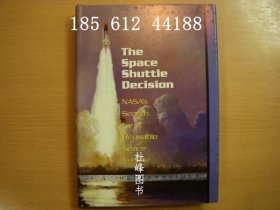 185 612 44188
The
Space
Shuttle
Decision
NASA's
Search
for a
Reusable
Space
杜峰图书